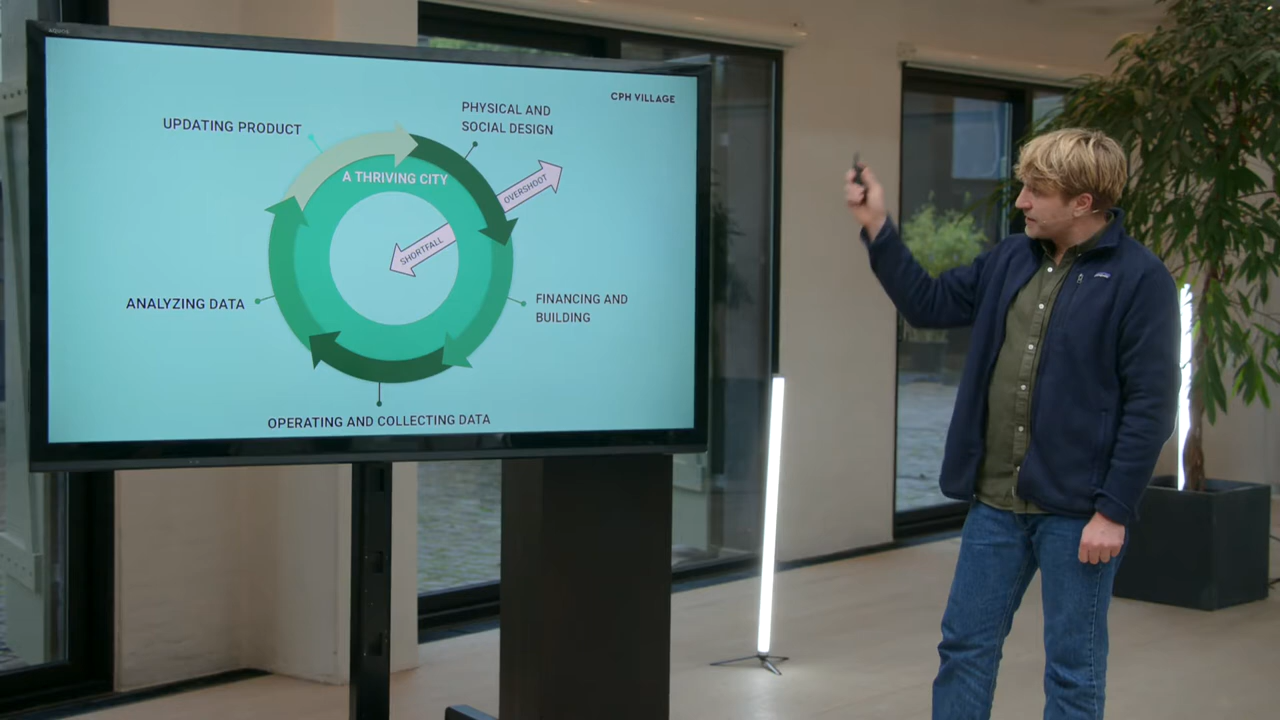 CPH VILLAGE
PHYSICAL AND
SOCIAL DESIGN
UPDATING PRODUCT
A THRIVING CITY
OVERSHOOT
SHORTFALL
ANALYZING DATA
FINANCING AND
BUILDING
OPERATING AND COLLECTING DATA